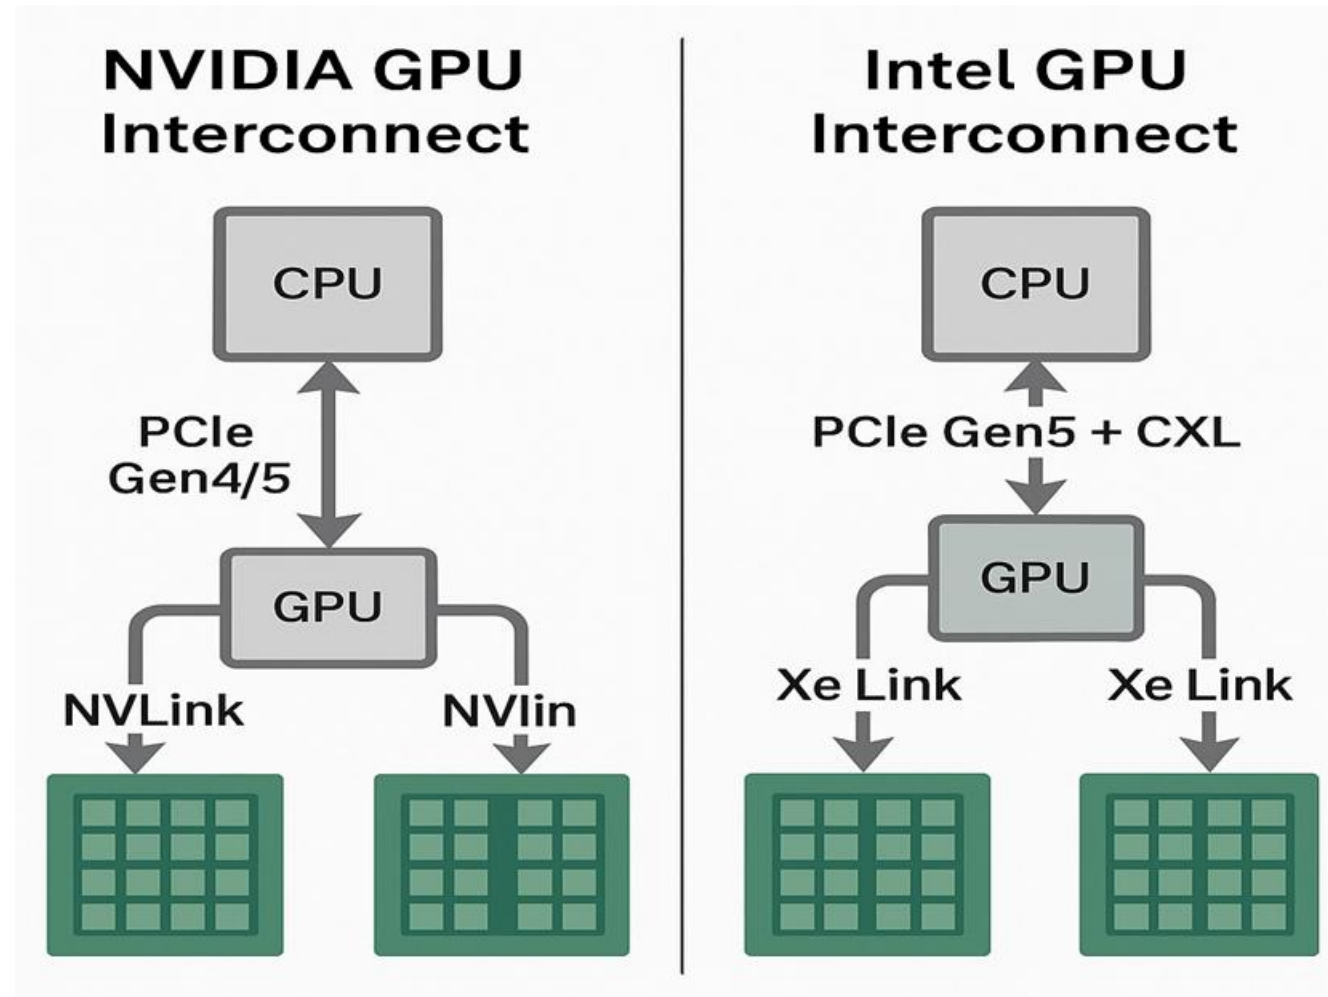 NVIDIA GPU
Interconnect
CPU
PCIe
Gen4/5
GPU
NVLink
NVlin
Intel GPU
Interconnect
CPU
PCIe Gen5 + CXL
GPU
Xe Link
Xe Link